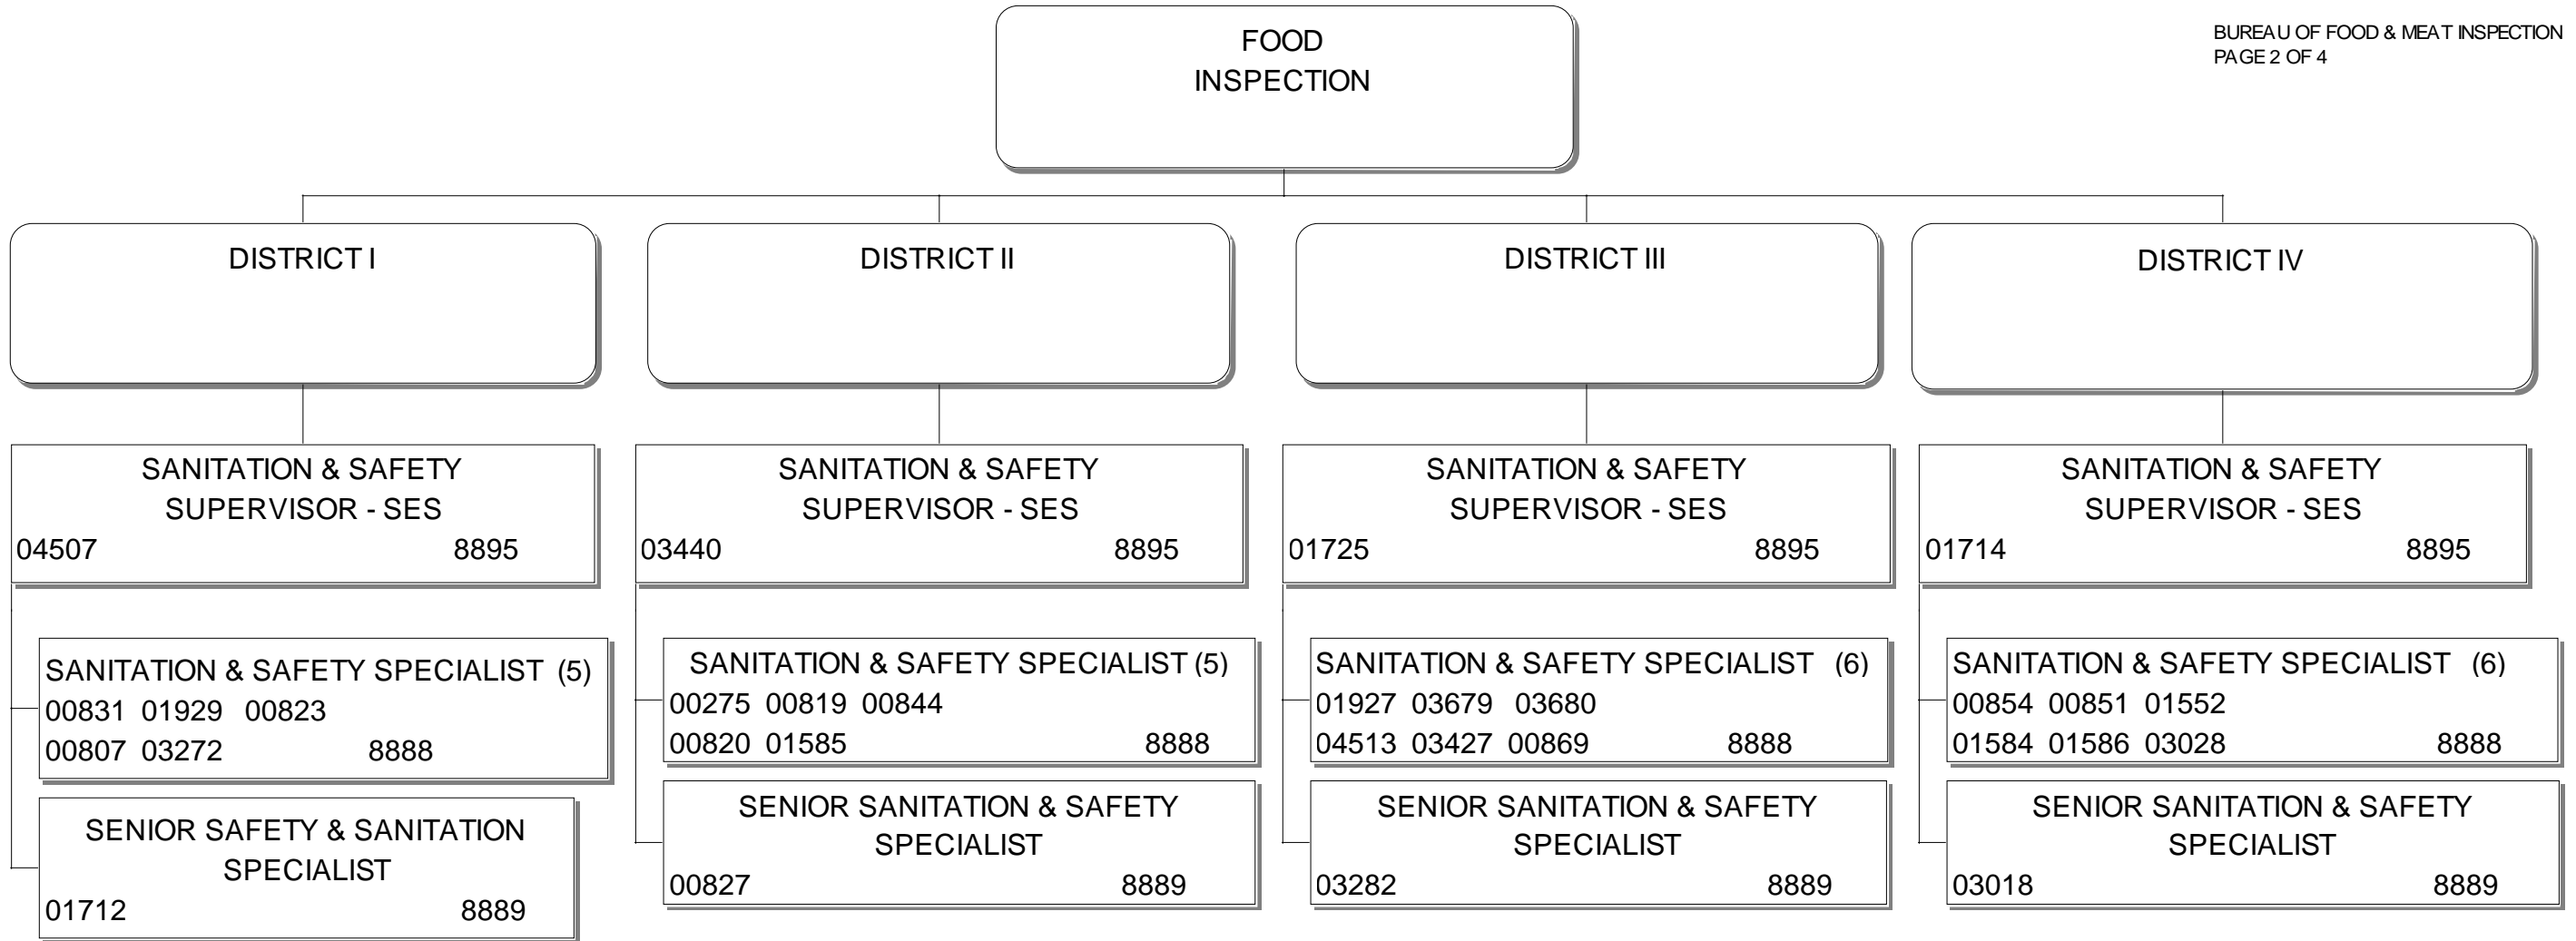 BUREAU OF FOOD & MEAT INSPECTION
PAGE 2 OF 4
FOOD
INSPECTION
DISTRICT I
DISTRICT II
DISTRICT III
DISTRICT IV
SANITATION & SAFETY
SUPERVISOR - SES
04507 8895
SANITATION & SAFETY
SUPERVISOR - SES
03440 8895
SANITATION & SAFETY
SUPERVISOR - SES
01725 8895
SANITATION & SAFETY
SUPERVISOR - SES
01714 8895
SANITATION & SAFETY SPECIALIST (5)
00831 01929 00823
00807 03272 8888
SANITATION & SAFETY SPECIALIST (5)
00275 00819 00844
00820 01585 8888
SANITATION & SAFETY SPECIALIST (6)
01927 03679 03680
04513 03427 00869 8888
SANITATION & SAFETY SPECIALIST (6)
00854 00851 01552
01584 01586 03028 8888
SENIOR SAFETY & SANITATION
SPECIALIST
01712 8889
SENIOR SANITATION & SAFETY
SPECIALIST
00827 8889
SENIOR SANITATION & SAFETY
SPECIALIST
03282 8889
SENIOR SANITATION & SAFETY
SPECIALIST
03018 8889